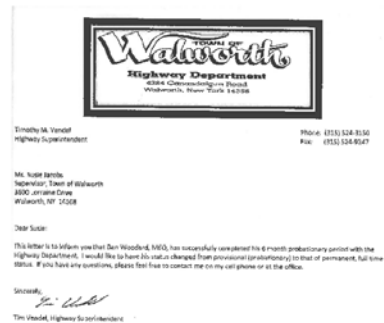 TOWN OF
Walworth
Highway Department
Canandaigua Road
Walworth, New York 14568
Timothy M. Vendel
Highway Superintendent
Phone: (315) 524-3150
Fax: (315) 524-9147
Ms. Susie Jacobs
Supervisor, Town of Walworth
3600 Lorraine Drive
Walworth, NY 14568
Dear Susie:
This letter is to inform you that Ben Woodard, MEO, has successfully completed his 6 month probationary period with the
Highway Department. I would like to have his status changed from provisional (probationary) to that of permanent, full time
status. If you have any questions, please feel free to contact me on my cell phone or at the office.
Sincerely,
Tim Vendel, Highway Superintendent